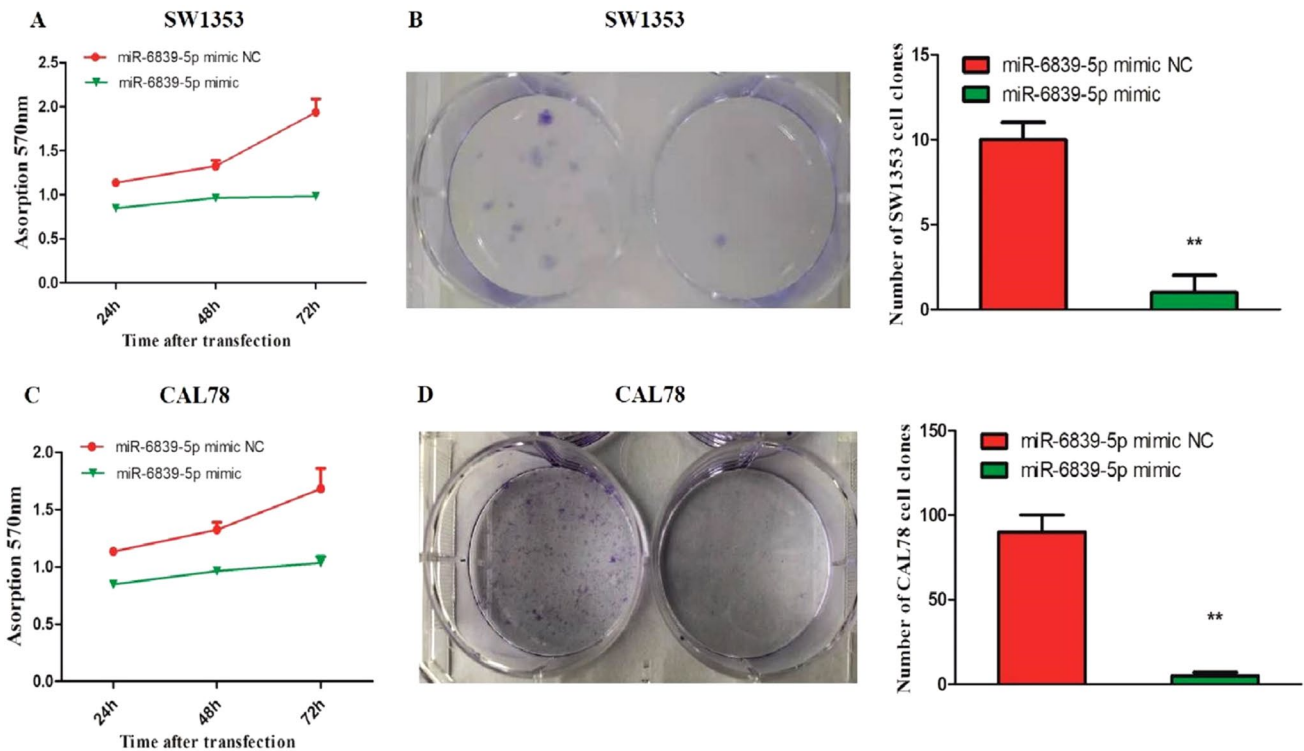 A
SW1353
miR-6839-5p mimic NC
miR-6839-5p mimic
2.5
2.0
1.5
1.0
0.5
0.0
Asorption 570nm
24h
48h
72h
Time after transfection
B
SW1353
miR-6839-5p mimic NC
miR-6839-5p mimic
15
10
5
0
Number of SW1353 cell clones
**
C
CAL78
miR-6839-5p mimic NC
miR-6839-5p mimic
2.0
1.5
1.0
0.5
0.0
Asorption 570nm
24h
48h
72h
Time after transfection
D
CAL78
miR-6839-5p mimic NC
miR-6839-5p mimic
150
100
50
0
Number of CAL78 cell clones
**